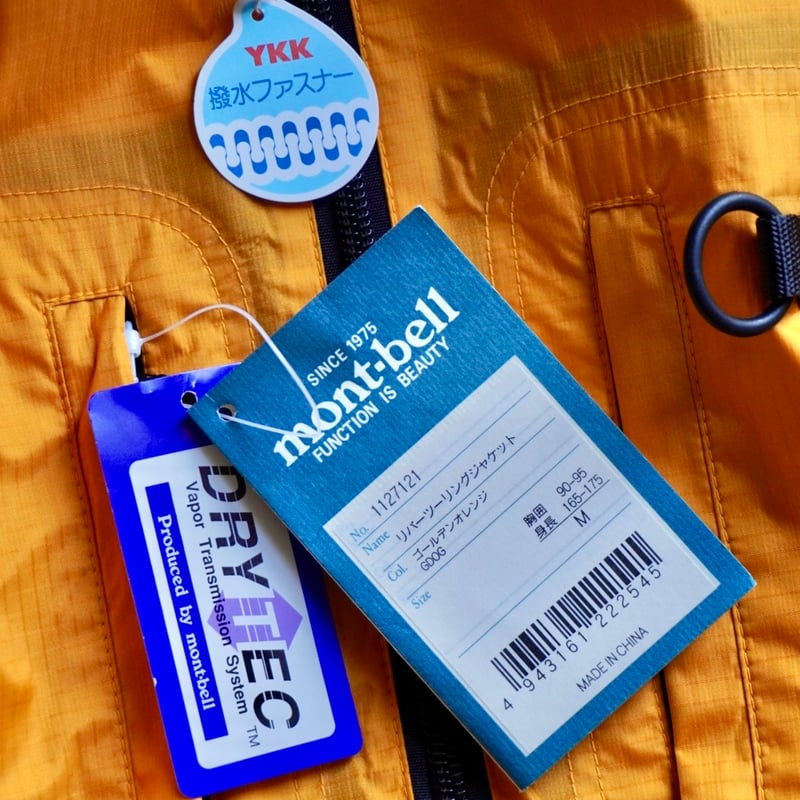 YKK
撥水ファスナー
SINCE 1975
mont-bell
FUNCTION IS BEAUTY
No. 1127121
Name リバーツーリングジャケット
Col. ゴールデンオレンジ
GDOG
胸囲 90-95
身長 165-175
Size M
4 943161 222545
MADE IN CHINA
DRYTEC
Vapor Transmission System TM
Produced by mont-bell